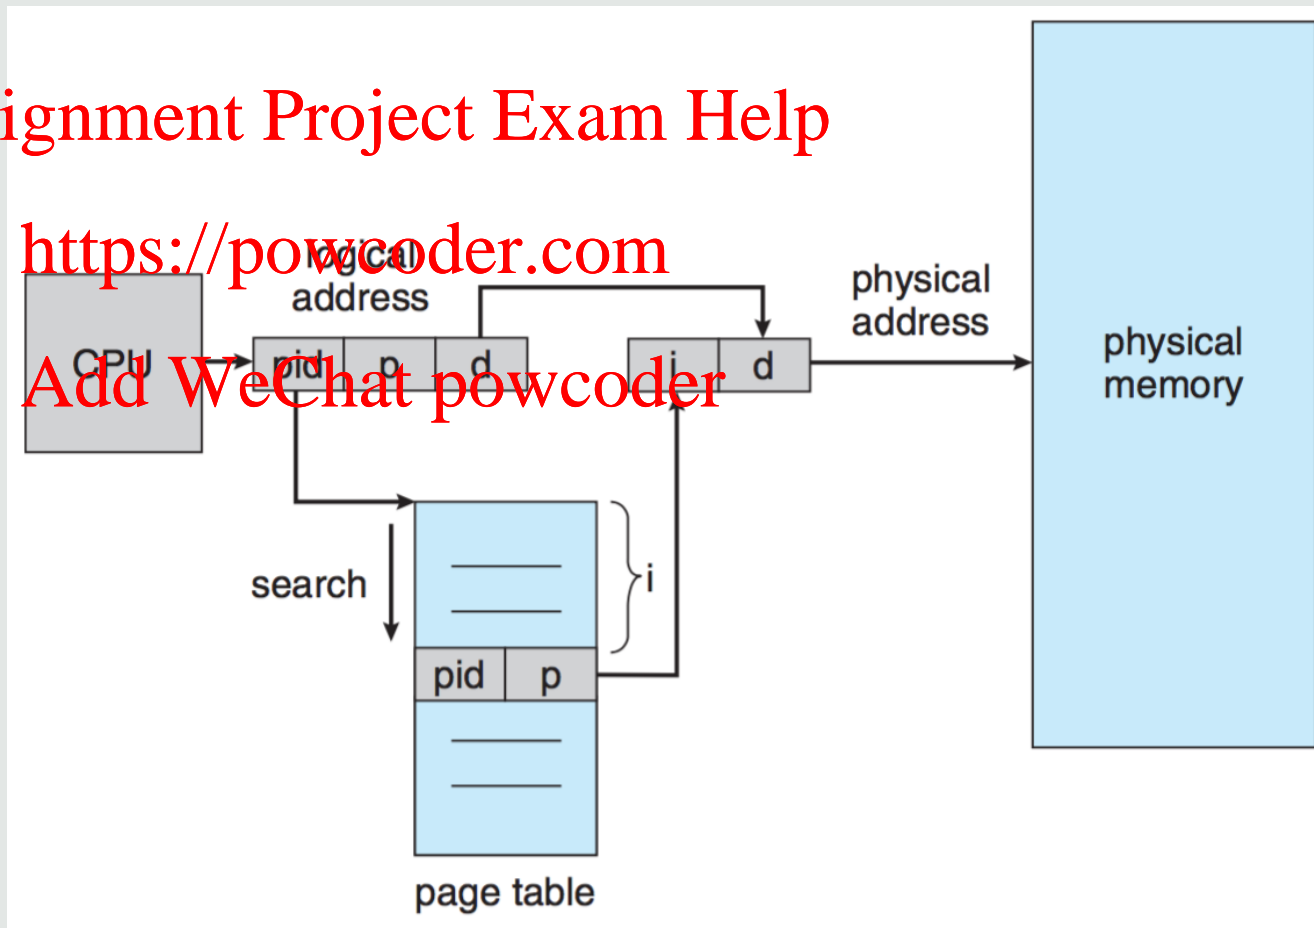 ignment Project Exam Help
https://powcoder.com
logical
address
physical
address
CPU
pid p d
i d
Add WeChat powcoder
physical
memory
search
i
pid p
page table